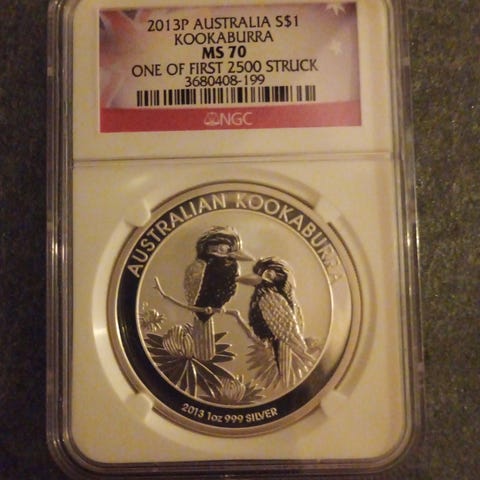 2013P AUSTRALIA S$1
KOOKABURRA
MS 70
ONE OF FIRST 2500 STRUCK
3680408-199
NGC
AUSTRALIAN KOOKABURRA
2013 1oz 999 SILVER